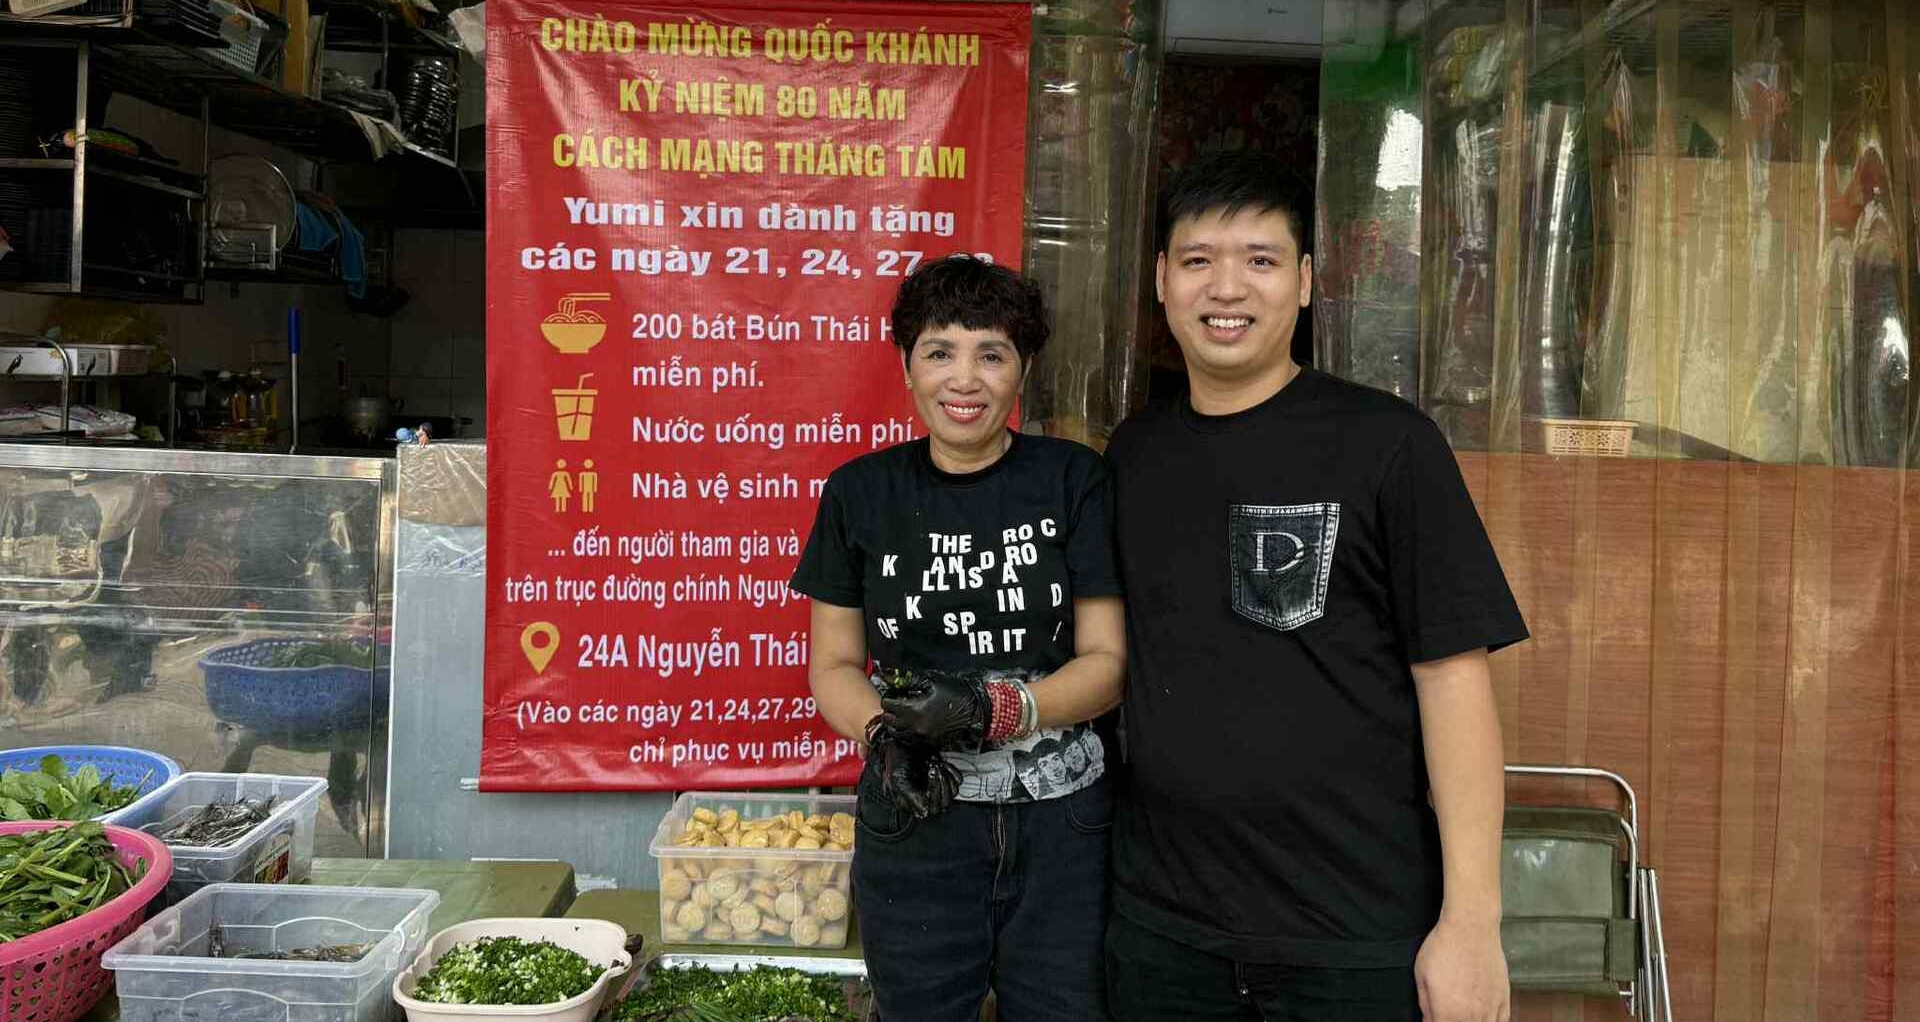 CHÀO MỪNG QUỐC KHÁNH
KỶ NIỆM 80 NĂM
CÁCH MẠNG THÁNG TÁM
Yumi xin dành tặng
các ngày 21, 24, 27
200 bát Bún Thái H
miễn phí.
Nước uống miễn phí.
Nhà vệ sinh m
... đến người tham gia và
trên trục đường chính Nguy
24A Nguyễn Thái
(Vào các ngày 21,24,27,29
chỉ phục vụ miễn ph
THE ROC
K AN D RO
LL IS A
K IN D
OF SP
IR IT !
D